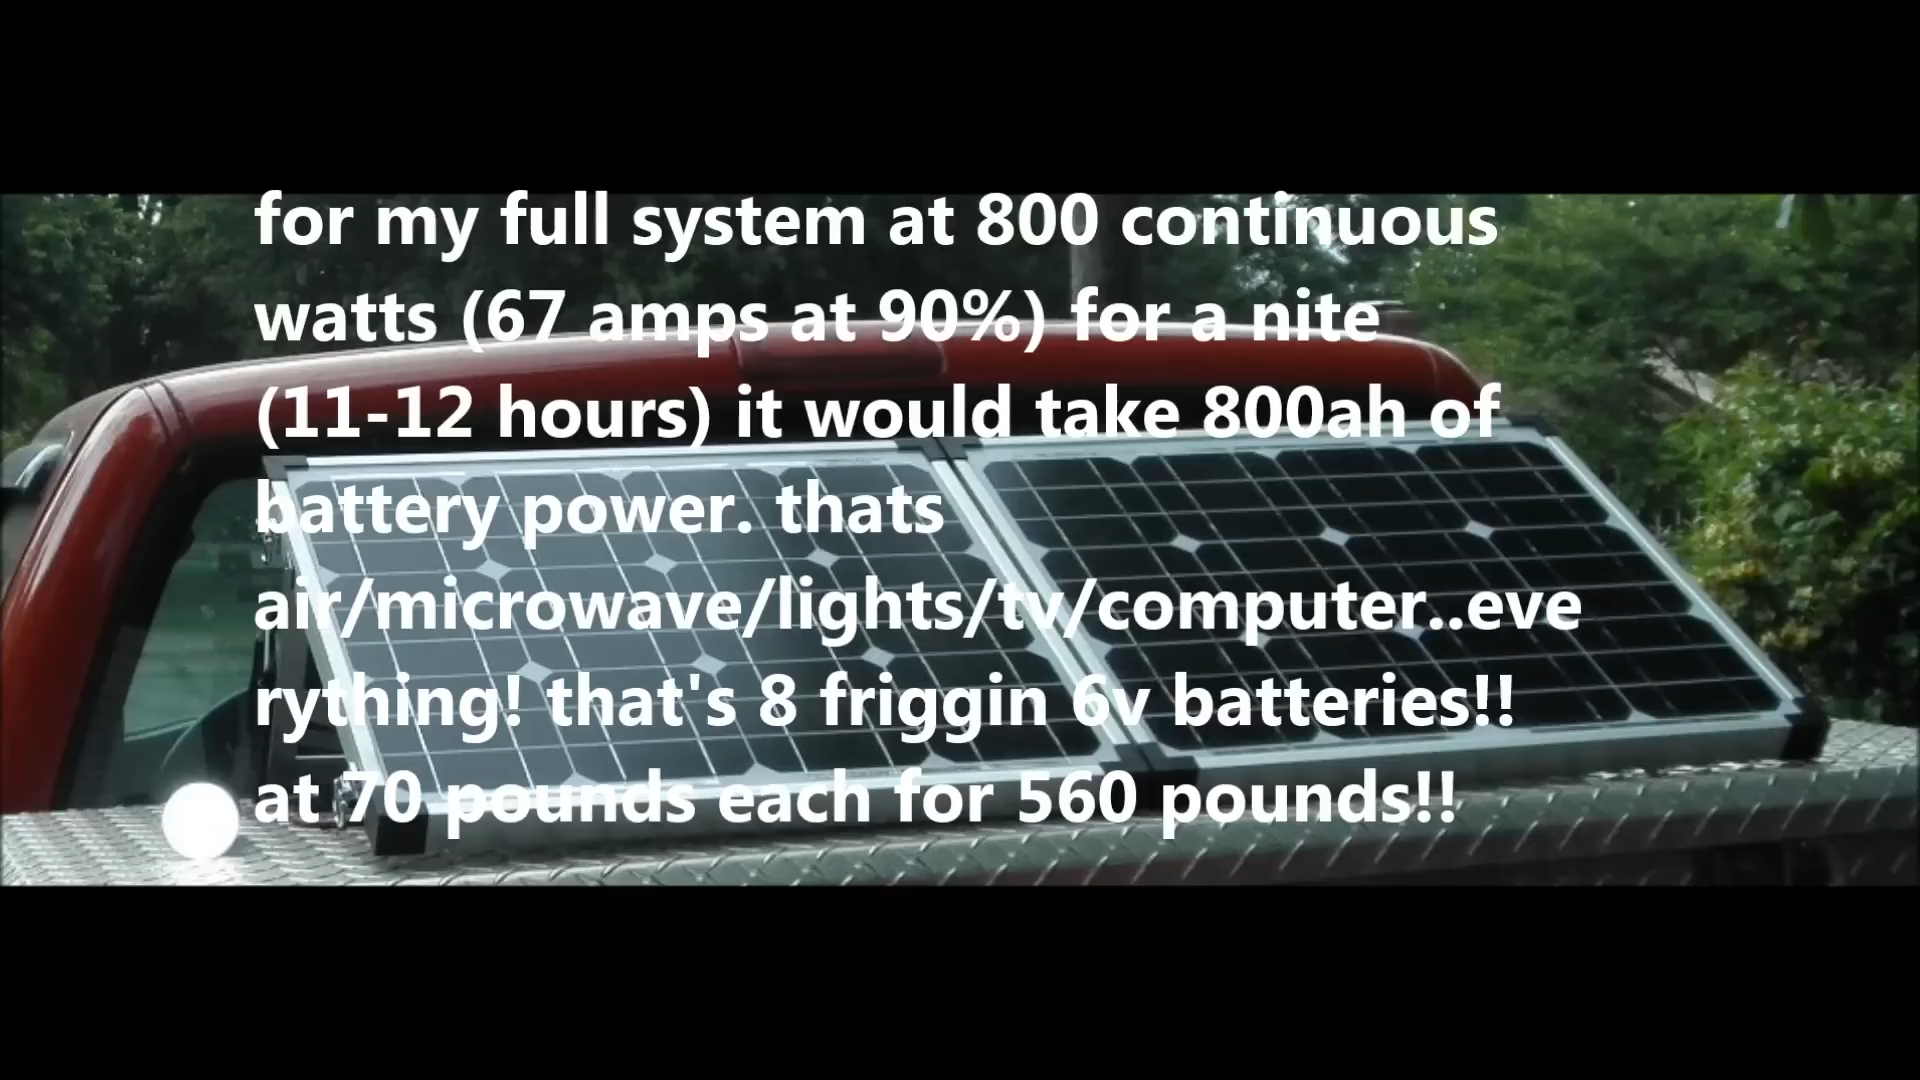 for my full system at 800 continuous
watts (67 amps at 90%) for a nite
(11-12 hours) it would take 800ah of
battery power. thats
air/microwave/lights/tv/computer..eve
rything! that's 8 friggin 6v batteries!!
at 70 pounds each for 560 pounds!!